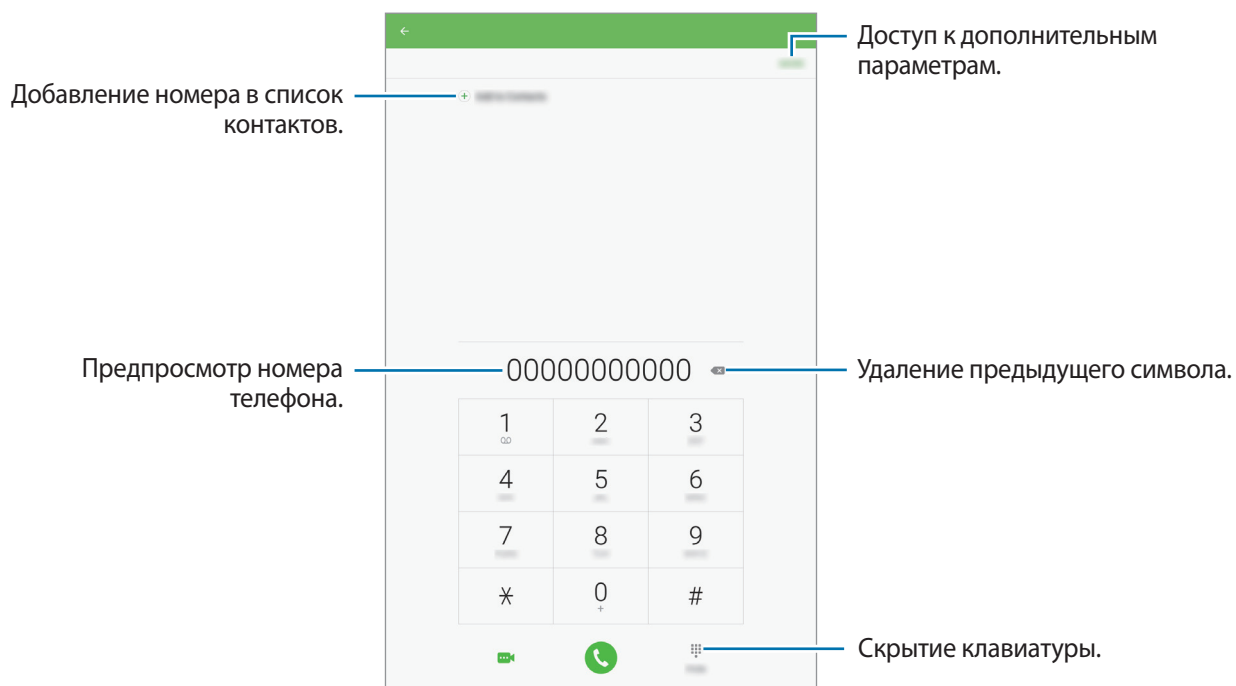 Доступ к дополнительным
параметрам.
Добавление номера в список
контактов.
Предпросмотр номера
телефона.
00000000000
Удаление предыдущего символа.
1 2 3
4 5 6
7 8 9
* 0 #
+
Скрытие клавиатуры.